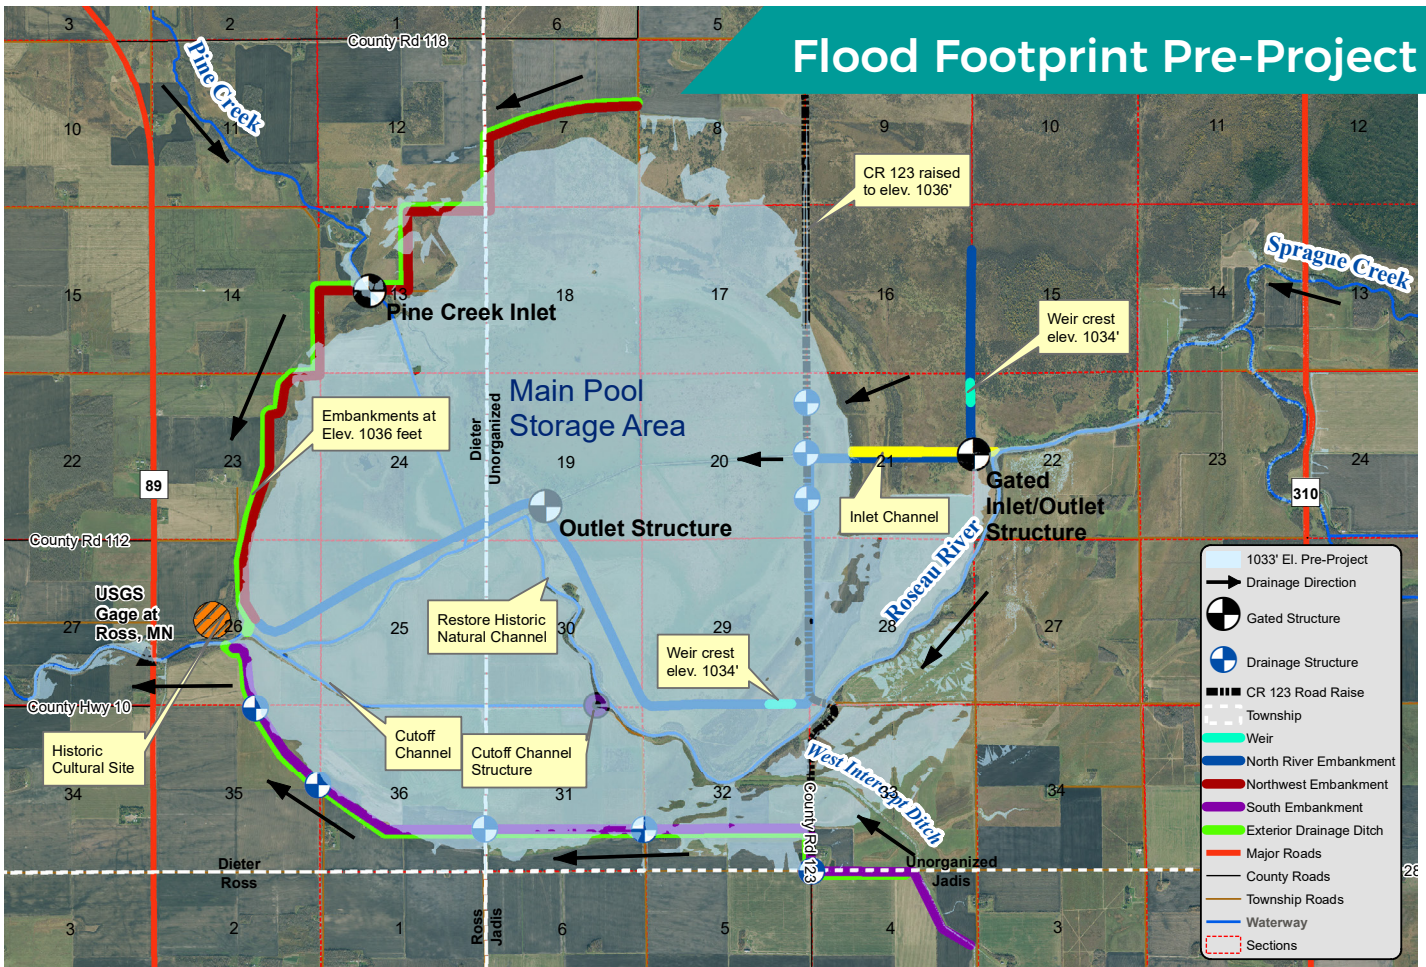 Flood Footprint Pre-Project
3
2
1
6
5
County Rd 118
Pine Creek
10
11
12
7
8
9
10
11
12
CR 123 raised
to elev. 1036'
Sprague Creek
15
14
13
18
17
16
15
14
13
Pine Creek Inlet
Weir crest
elev. 1034'
Main Pool
Storage Area
Dieter
Unorganized
Embankments at
Elev. 1036 feet
22
23
24
19
20
21
22
23
24
89
310
Gated
Inlet/Outlet
Structure
Inlet Channel
Outlet Structure
County Rd 112
Roseau River
USGS
Gage at
Ross, MN
27
26
25
30
29
28
27
Restore Historic
Natural Channel
Weir crest
elev. 1034'
County Hwy 10
Historic
Cultural Site
Cutoff
Channel
Cutoff Channel
Structure
West Intercept Ditch
34
35
36
31
32
33
34
County Rd 123
Dieter
Ross
Unorganized
Jadis
28
Ross
Jadis
3
2
1
6
5
4
3
1033' El. Pre-Project
Drainage Direction
Gated Structure
Drainage Structure
CR 123 Road Raise
Township
Weir
North River Embankment
Northwest Embankment
South Embankment
Exterior Drainage Ditch
Major Roads
County Roads
Township Roads
Waterway
Sections